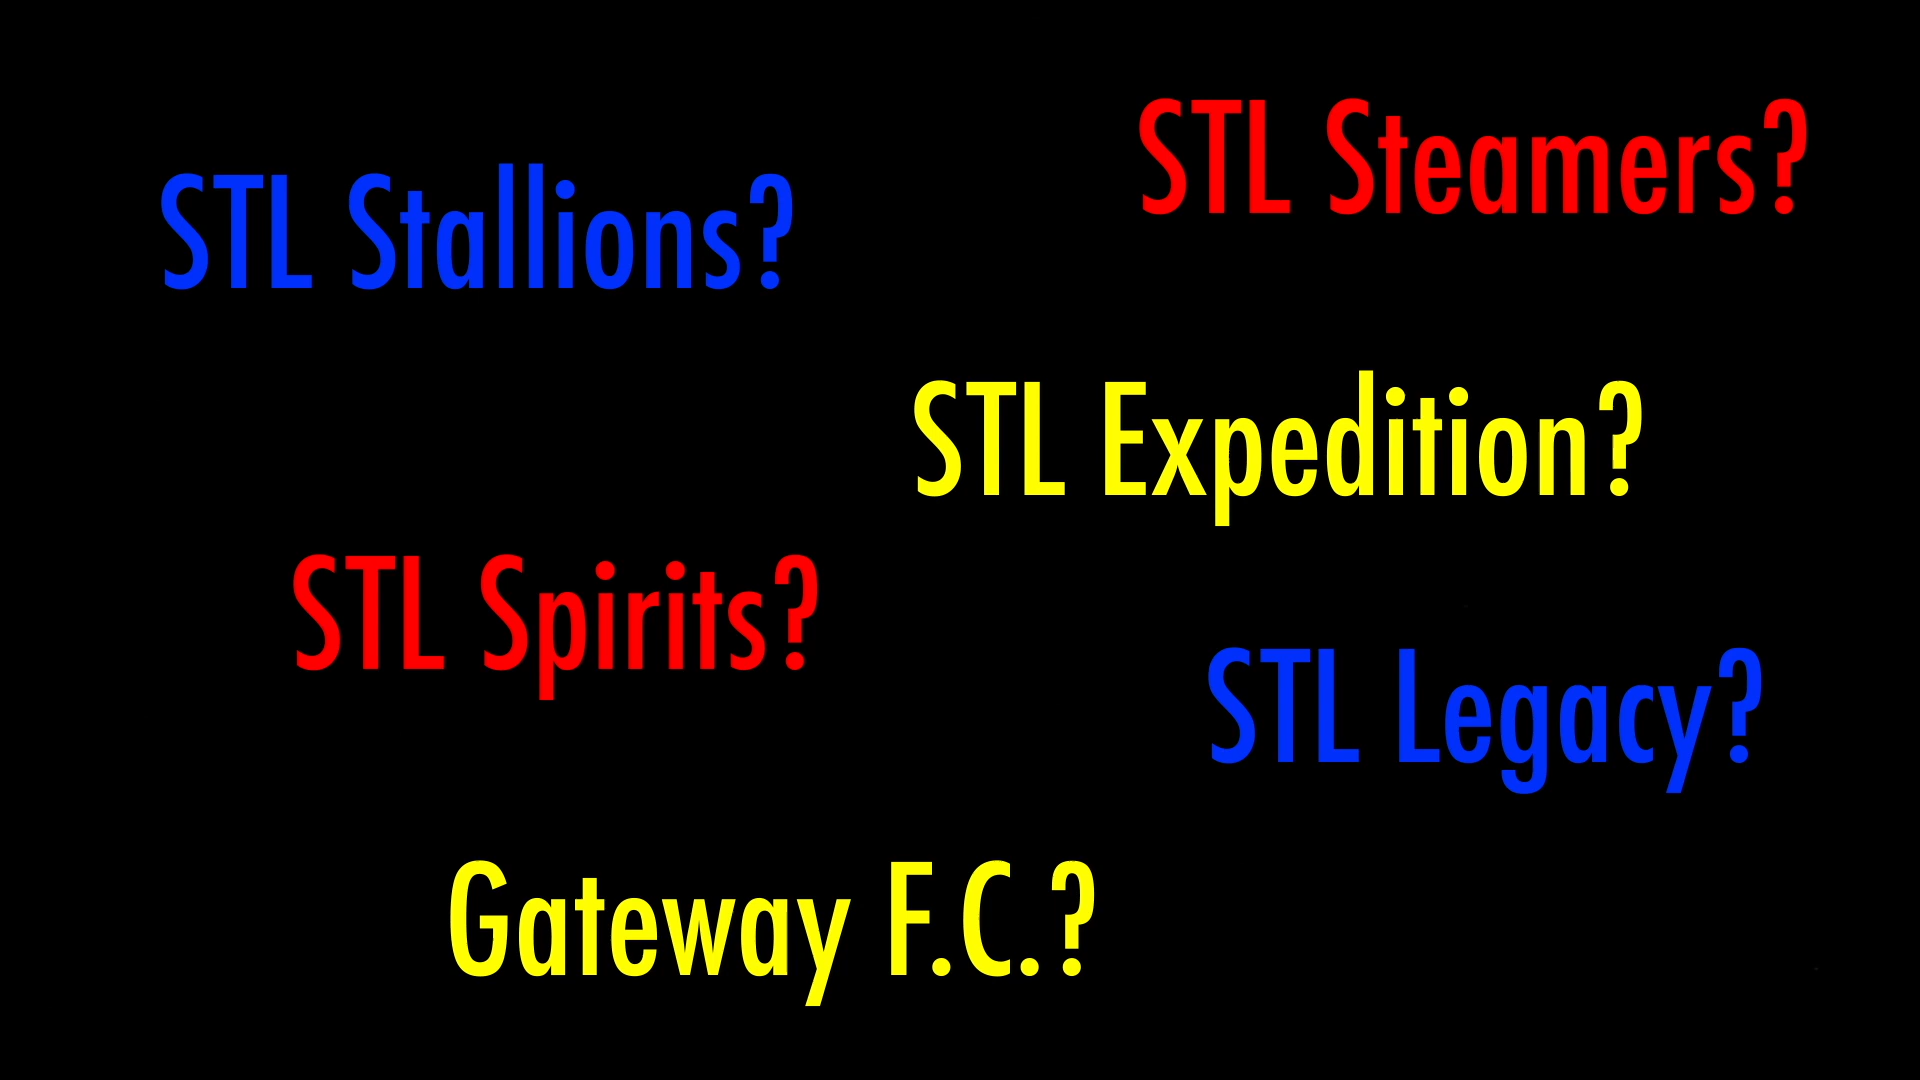 STL Steamers?
STL Stallions?
STL Expedition?
STL Spirits?
STL Legacy?
Gateway F.C.?